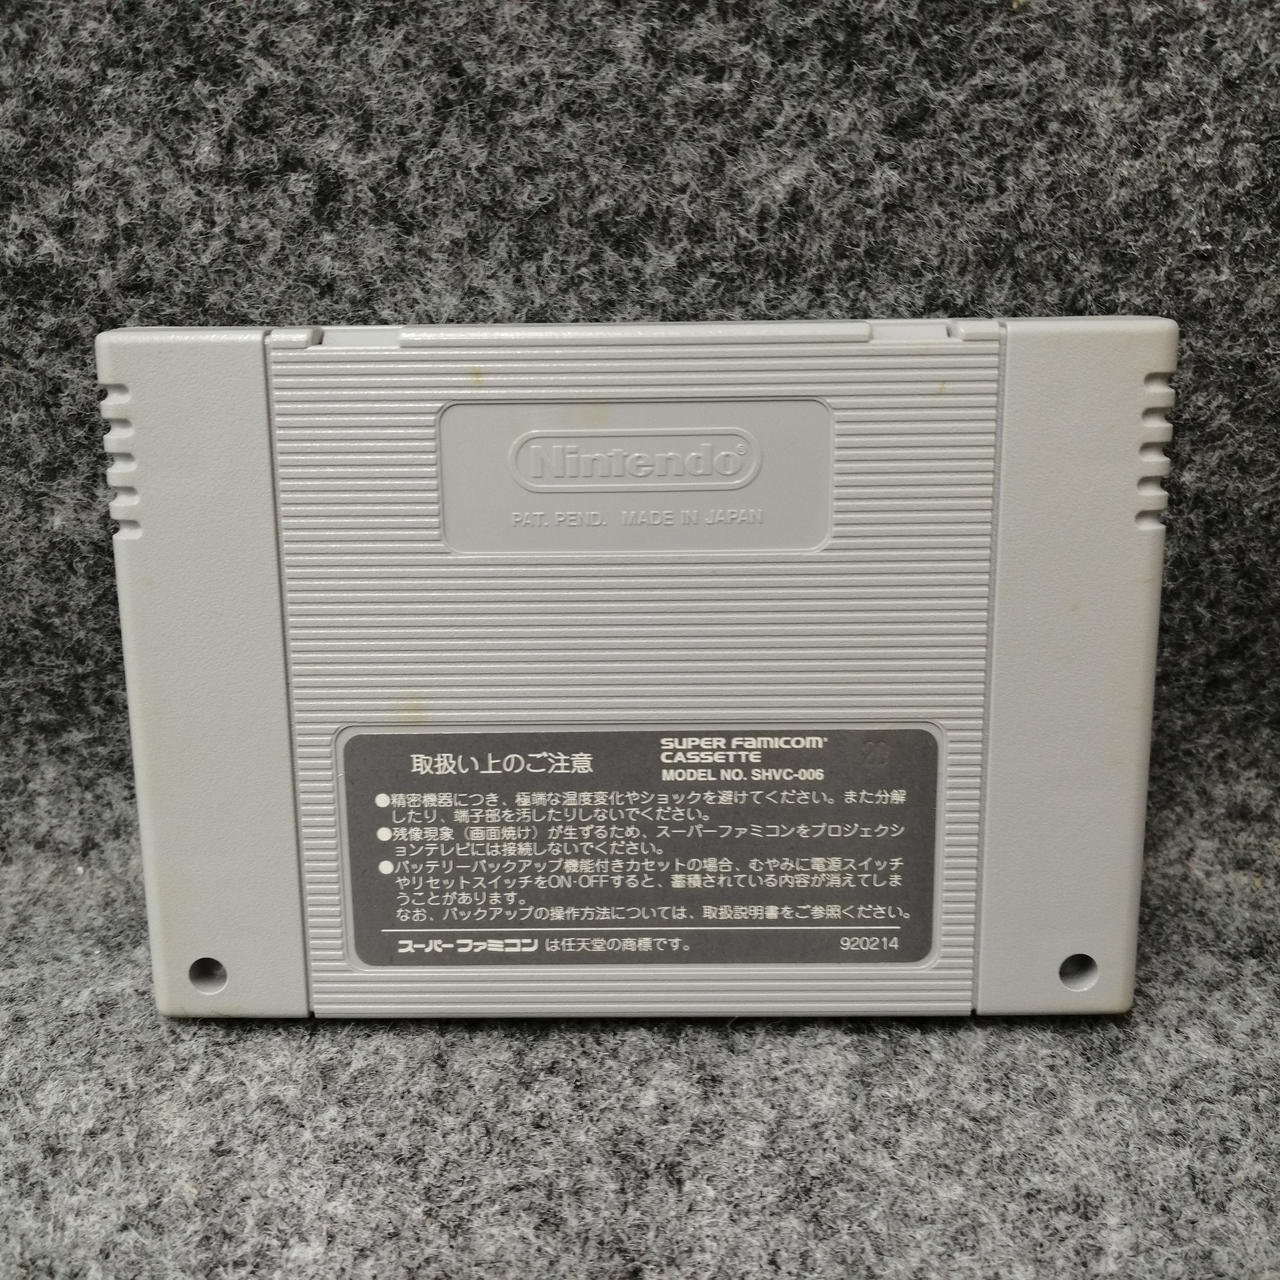 Nintendo®
PAT. PEND. MADE IN JAPAN
取扱い上のご注意
SUPER FAMICOM®
CASSETTE
MODEL NO. SHVC-006
20
●精密機器につき、極端な温度変化やショックを避けてください。また分解
したり、端子部を汚したりしないでください。
●残像現象（画面焼け）が生ずるため、スーパーファミコンをプロジェクシ
ョンテレビには接続しないでください。
●バッテリーバックアップ機能付きカセットの場合、むやみに電源スイッチ
やリセットスイッチをON-OFFすると、蓄積されている内容が消えてしま
うことがあります。
なお、バックアップの操作方法については、取扱説明書をご参照ください。
スーパーファミコン は任天堂の商標です。
920214